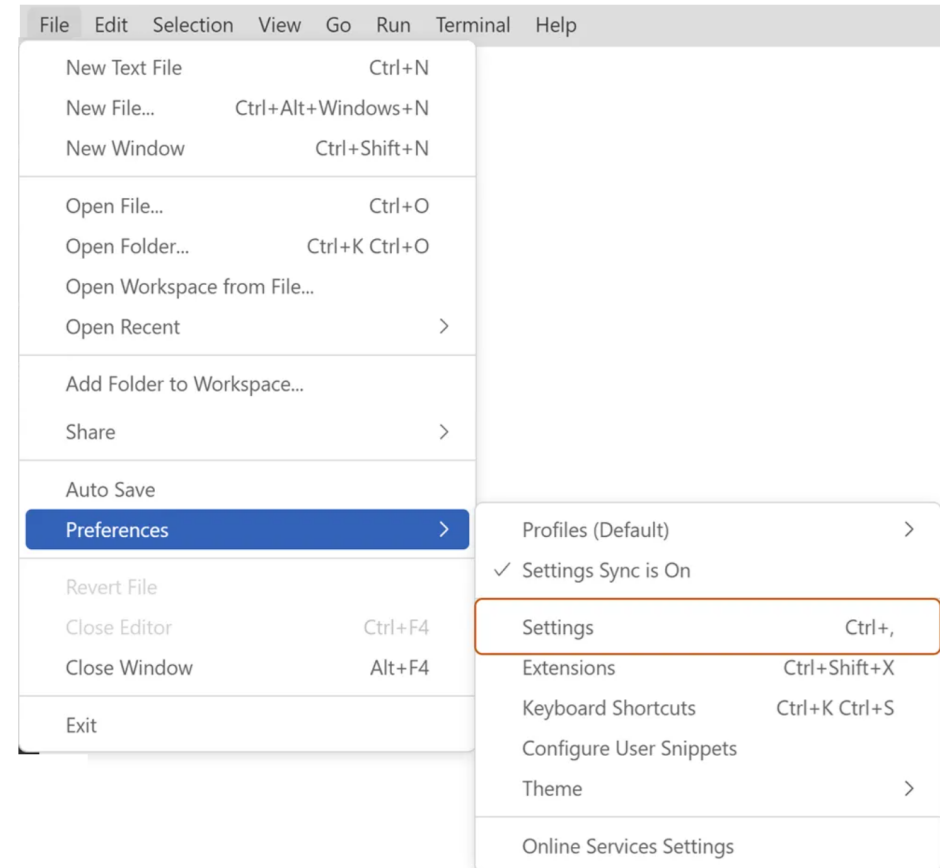 File Edit Selection View Go Run Terminal Help
New Text File Ctrl+N
New File... Ctrl+Alt+Windows+N
New Window Ctrl+Shift+N
Open File... Ctrl+O
Open Folder... Ctrl+K Ctrl+O
Open Workspace from File...
Open Recent
Add Folder to Workspace...
Share
Auto Save
Preferences
Revert File
Close Editor Ctrl+F4
Close Window Alt+F4
Exit
Profiles (Default)
Settings Sync is On
Settings Ctrl+,
Extensions Ctrl+Shift+X
Keyboard Shortcuts Ctrl+K Ctrl+S
Configure User Snippets
Theme
Online Services Settings